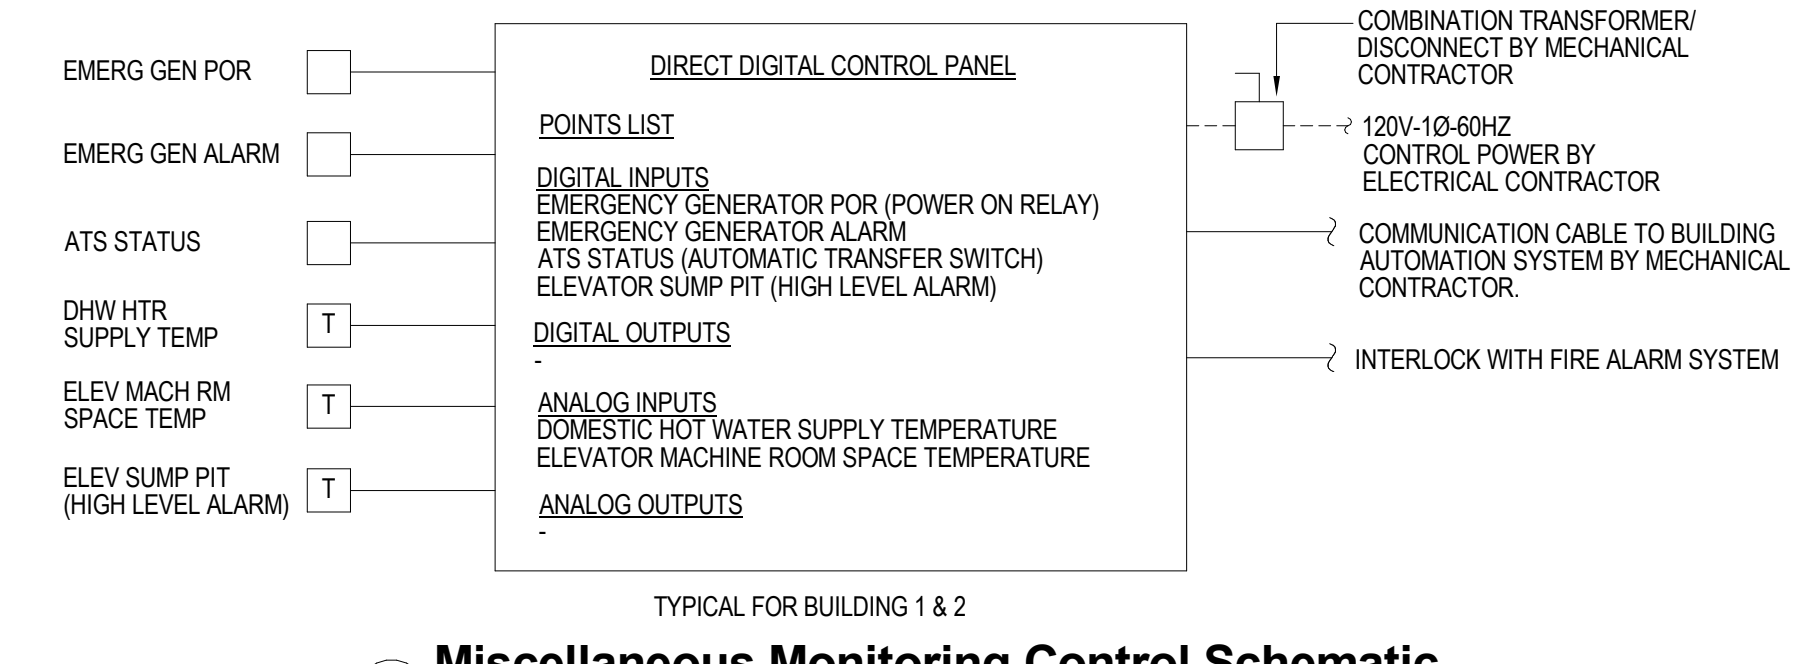 EMERG GEN POR
EMERG GEN ALARM
ATS STATUS
DHW HTR
SUPPLY TEMP
T
ELEV MACH RM
SPACE TEMP
T
ELEV SUMP PIT
(HIGH LEVEL ALARM)
T
DIRECT DIGITAL CONTROL PANEL
POINTS LIST
DIGITAL INPUTS
EMERGENCY GENERATOR POR (POWER ON RELAY)
EMERGENCY GENERATOR ALARM
ATS STATUS (AUTOMATIC TRANSFER SWITCH)
ELEVATOR SUMP PIT (HIGH LEVEL ALARM)
DIGITAL OUTPUTS
-
ANALOG INPUTS
DOMESTIC HOT WATER SUPPLY TEMPERATURE
ELEVATOR MACHINE ROOM SPACE TEMPERATURE
ANALOG OUTPUTS
-
COMBINATION TRANSFORMER/
DISCONNECT BY MECHANICAL
CONTRACTOR
120V-1Ø-60HZ
CONTROL POWER BY
ELECTRICAL CONTRACTOR
COMMUNICATION CABLE TO BUILDING
AUTOMATION SYSTEM BY MECHANICAL
CONTRACTOR.
INTERLOCK WITH FIRE ALARM SYSTEM
TYPICAL FOR BUILDING 1 & 2
Miscellaneous Monitoring Control Schematic